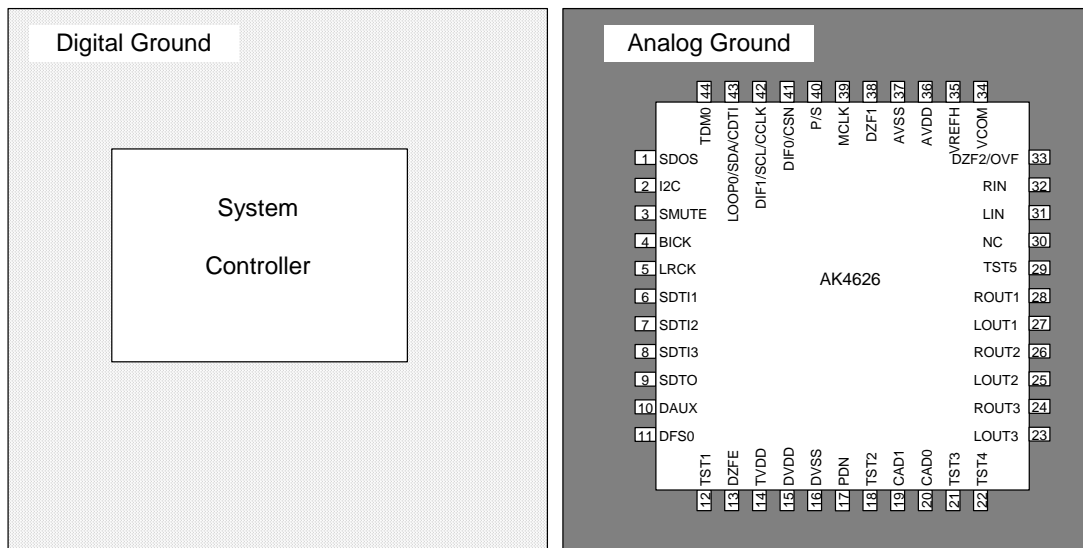 Digital Ground
System
Controller
Analog Ground
44 TDM0
43 LOOP0/SDA/CDTI
42 DIF1/SCL/CCLK
41 DIF0/CSN
40 P/S
39 MCLK
38 DZF1
37 AVSS
36 AVDD
35 VREFH
34 VCOM
1 SDOS
2 I2C
3 SMUTE
4 BICK
5 LRCK
6 SDTI1
7 SDTI2
8 SDTI3
9 SDTO
10 DAUX
11 DFS0
AK4626
DZF2/OVF 33
RIN 32
LIN 31
NC 30
TST5 29
ROUT1 28
LOUT1 27
ROUT2 26
LOUT2 25
ROUT3 24
LOUT3 23
12 TST1
13 DZFE
14 TVDD
15 DVDD
16 DVSS
17 PDN
18 TST2
19 CAD1
20 CAD0
21 TST3
22 TST4